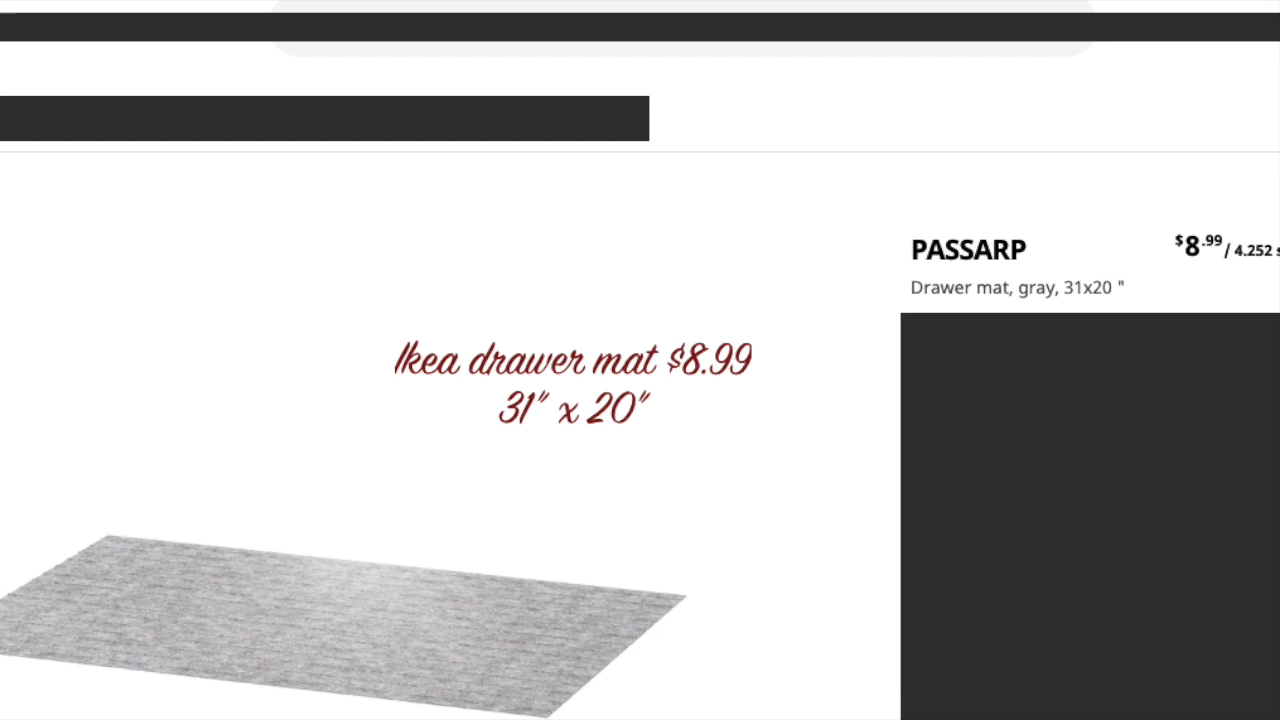 PASSARP
$8.99/ 4.252 s
Drawer mat, gray, 31x20 "
Ikea drawer mat $8.99
31" x 20"